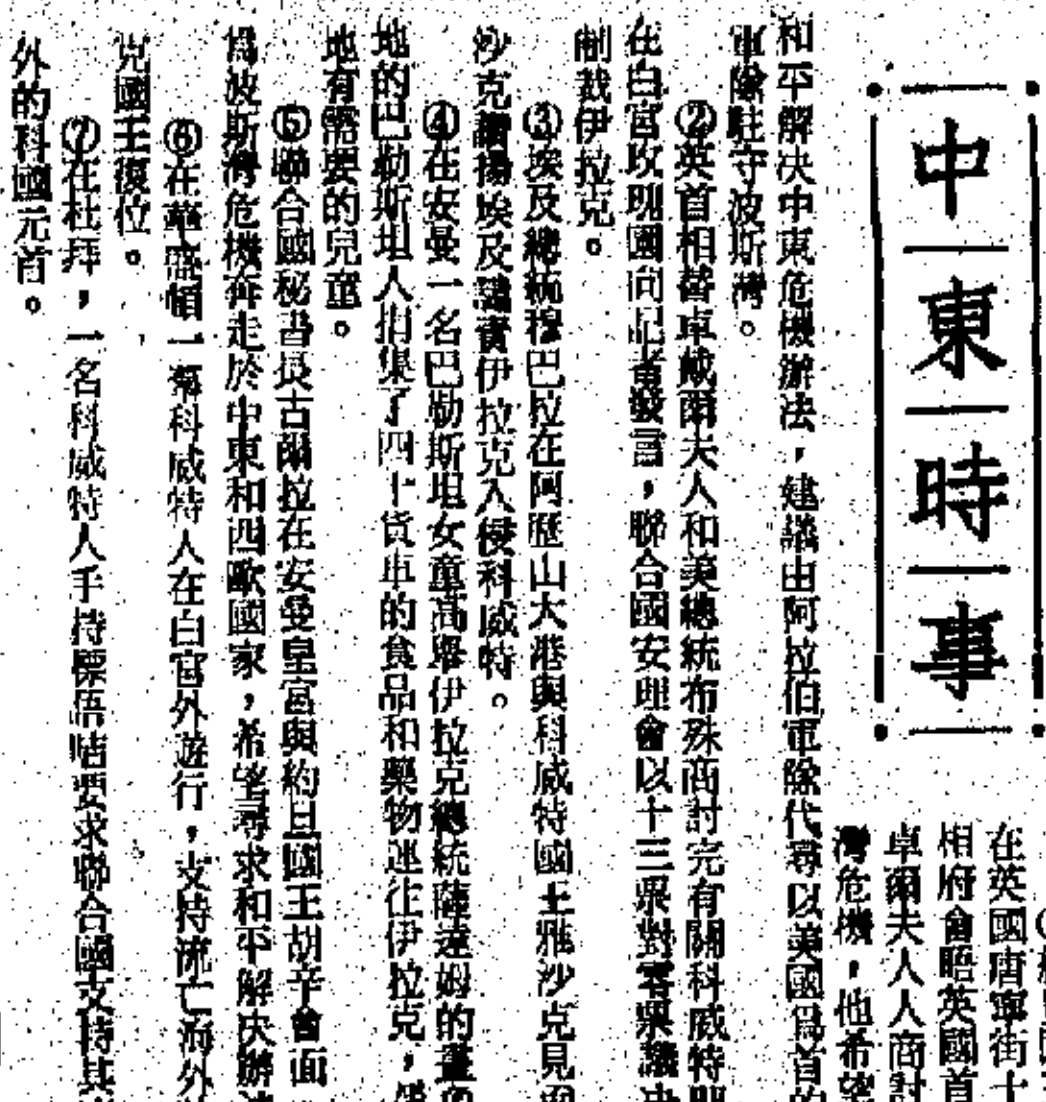 中東時事
在英國唐寧街十
相府會晤英國首
卓爾夫人人商討
灣危機，他希望
和平解决中東危機辦法，建議由阿拉伯軍隊代尋以美國爲首的
軍隊駐守波斯灣。
②英首相戴卓爾夫人和美總統布殊商討完有關科威特
在白宮玫瑰園向記者發言，聯合國安理會以十三票對零票議决
制裁伊拉克。
③埃及總統穆巴拉在阿歷山大港與科威特國王雅沙克見面
沙克讚揚埃及譴責伊拉克入侵科威特。
④在安曼一名巴勒斯坦女童高舉伊拉克總統薩達姆的畫
地的巴勒斯坦人捐集了四十貨車的食品和藥物運往伊拉克，
地有需要的兒童。
⑤聯合國秘書長古爾拉在安曼皇宮與約旦國王胡辛會面
爲波斯灣危機奔走於中東和西歐國家，希望尋求和平解决辦
⑥在華盛頓一羣科威特人在白宮外遊行，支持流亡海外
克國王復位。
⑦在杜拜，一名科威特人手持標語牌要求聯合國支持其
外的科國元首。